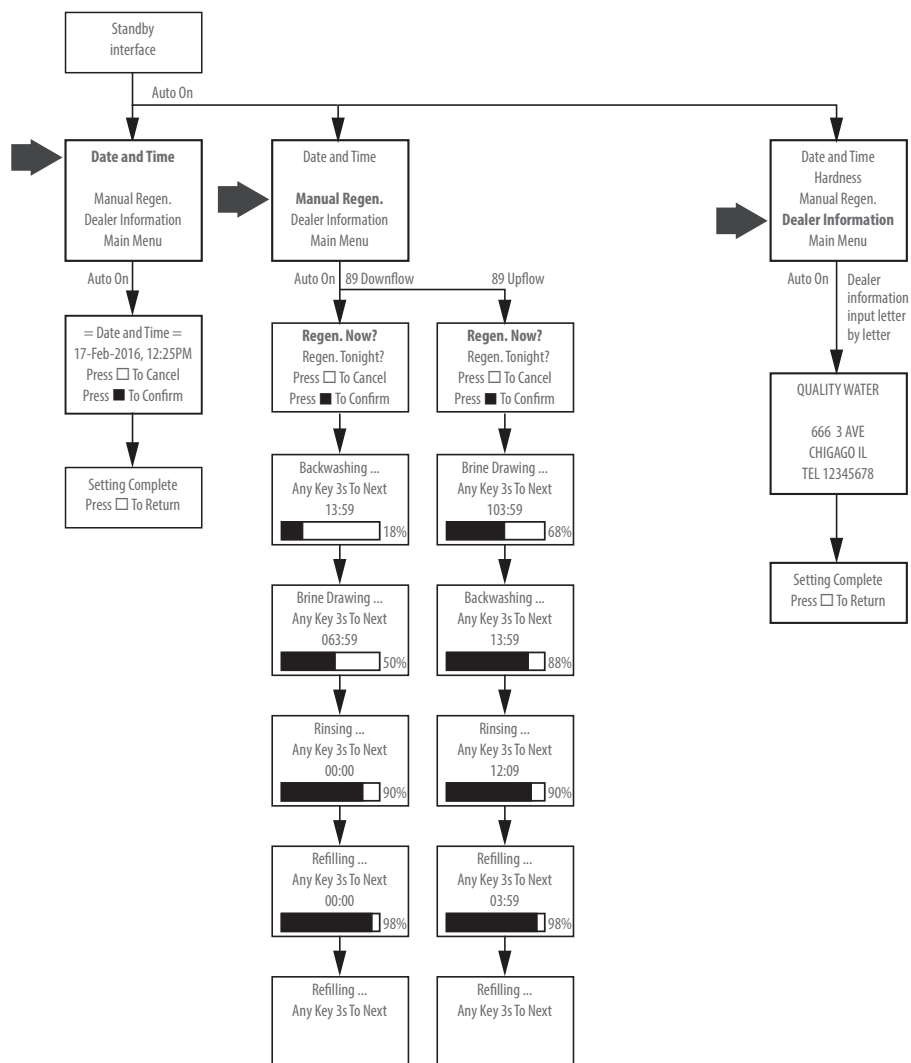 Standby
interface
Auto On
Date and Time
Manual Regen.
Dealer Information
Main Menu
Auto On
= Date and Time =
17-Feb-2016, 12:25PM
Press □ To Cancel
Press ■ To Confirm
Setting Complete
Press □ To Return
Date and Time
Manual Regen.
Dealer Information
Main Menu
Auto On
89 Downflow
89 Upflow
Regen. Now?
Regen. Tonight?
Press □ To Cancel
Press ■ To Confirm
Backwashing ...
Any Key 3s To Next
13:59
18%
Brine Drawing ...
Any Key 3s To Next
063:59
50%
Rinsing ...
Any Key 3s To Next
00:00
90%
Refilling ...
Any Key 3s To Next
00:00
98%
Refilling ...
Any Key 3s To Next
Regen. Now?
Regen. Tonight?
Press □ To Cancel
Press ■ To Confirm
Brine Drawing ...
Any Key 3s To Next
103:59
68%
Backwashing ...
Any Key 3s To Next
13:59
88%
Rinsing ...
Any Key 3s To Next
12:09
90%
Refilling ...
Any Key 3s To Next
03:59
98%
Refilling ...
Any Key 3s To Next
Date and Time
Hardness
Manual Regen.
Dealer Information
Main Menu
Auto On
Dealer
information
input letter
by letter
QUALITY WATER
666 3 AVE
CHIGAGO IL
TEL 12345678
Setting Complete
Press □ To Return